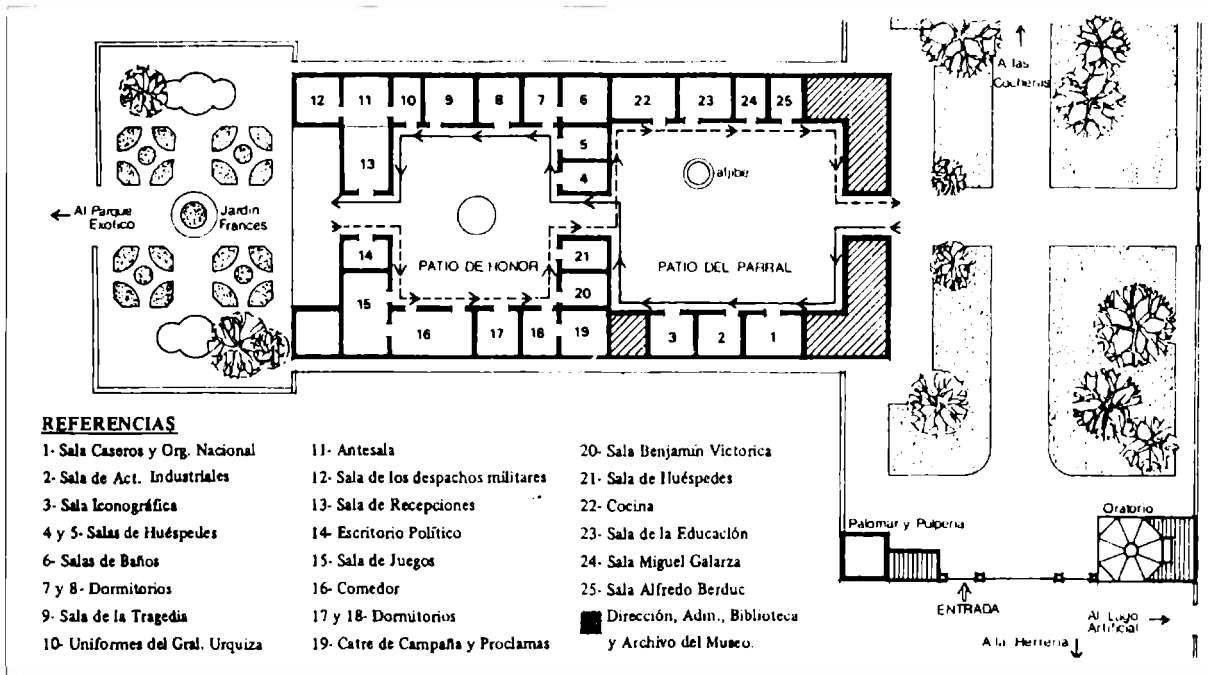 A las
Cocheras
12 11 10 9 8 7 6 22 23 24 25
13 5
4 aljibe
← Al Parque
Exótico
Jardín
Frances
14 21
PATIO DE HONOR PATIO DEL PARRAL
15 20
16 17 18 19 3 2 1
REFERENCIAS
1- Sala Caseros y Org. Nacional
2- Sala de Act. Industriales
3- Sala Iconográfica
4 y 5- Salas de Huéspedes
6- Salas de Baños
7 y 8- Dormitorios
9- Sala de la Tragedia
10- Uniformes del Gral. Urquiza
11- Antesala
12- Sala de los despachos militares
13- Sala de Recepciones
14- Escritorio Político
15- Sala de Juegos
16- Comedor
17 y 18- Dormitorios
19- Catre de Campaña y Proclamas
20- Sala Benjamín Victorica
21- Sala de Huéspedes
22- Cocina
23- Sala de la Educación
24- Sala Miguel Galarza
25- Sala Alfredo Berduc
Dirección, Adm., Biblioteca
y Archivo del Museo.
Palomar y Pulpería
Oratorio
ENTRADA
Al Lago
Artificial →
A la Herrería